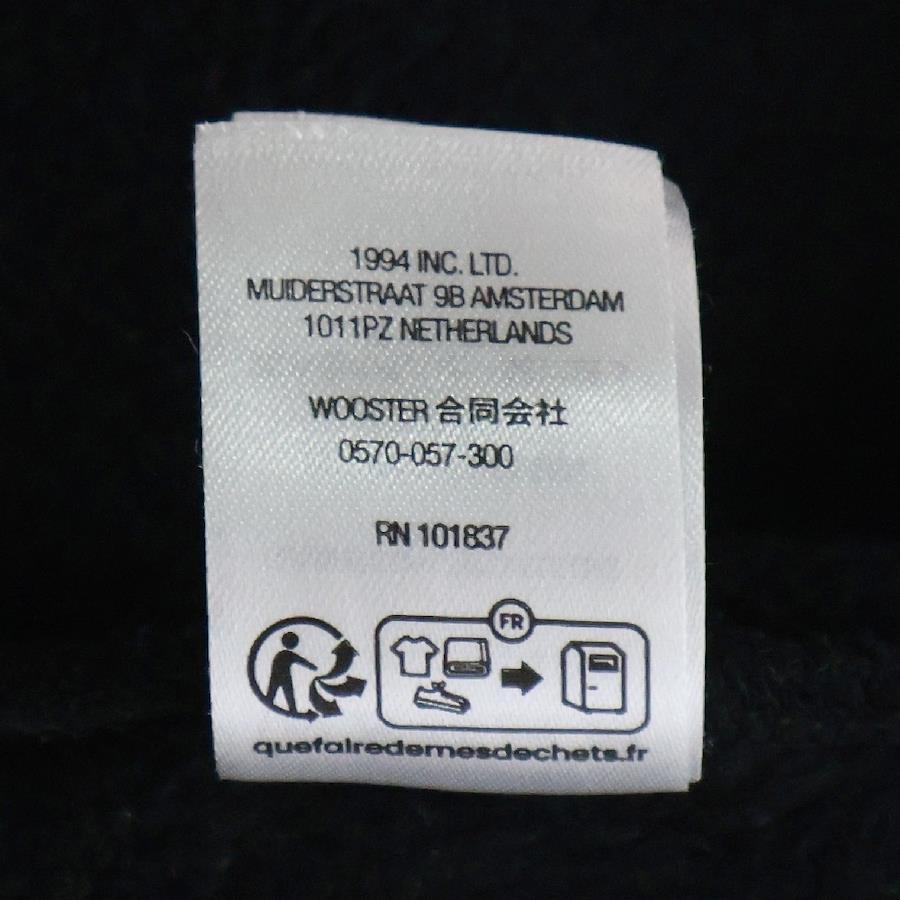 1994 INC. LTD.
MUIDERSTRAAT 9B AMSTERDAM
1011PZ NETHERLANDS
WOOSTER 合同会社
0570-057-300
RN 101837
FR
quefairedemesdechets.fr